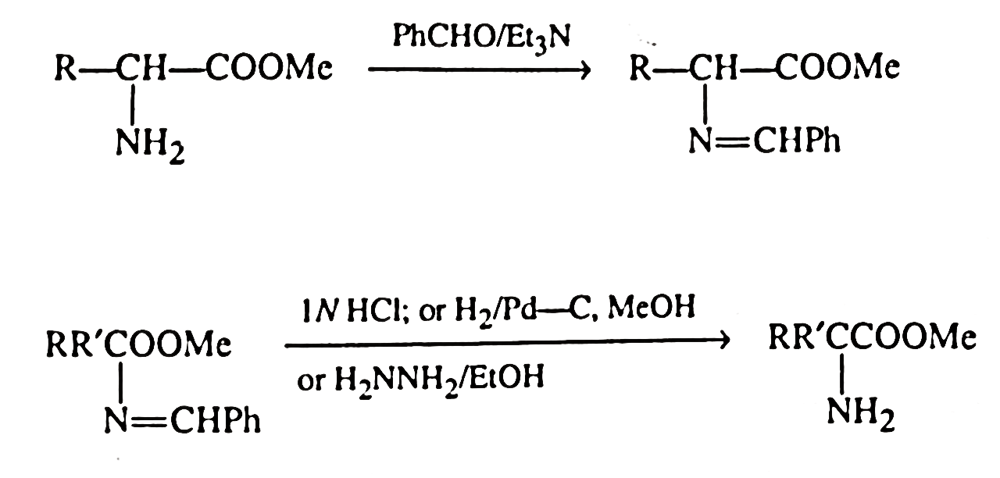 PhCHO/Et₃N
R—CH—COOMe R—CH—COOMe
NH₂ N=CHPh
1N HCl; or H₂/Pd—C, MeOH
RR′COOMe RR′CCOOMe
or H₂NNH₂/EtOH
N=CHPh NH₂